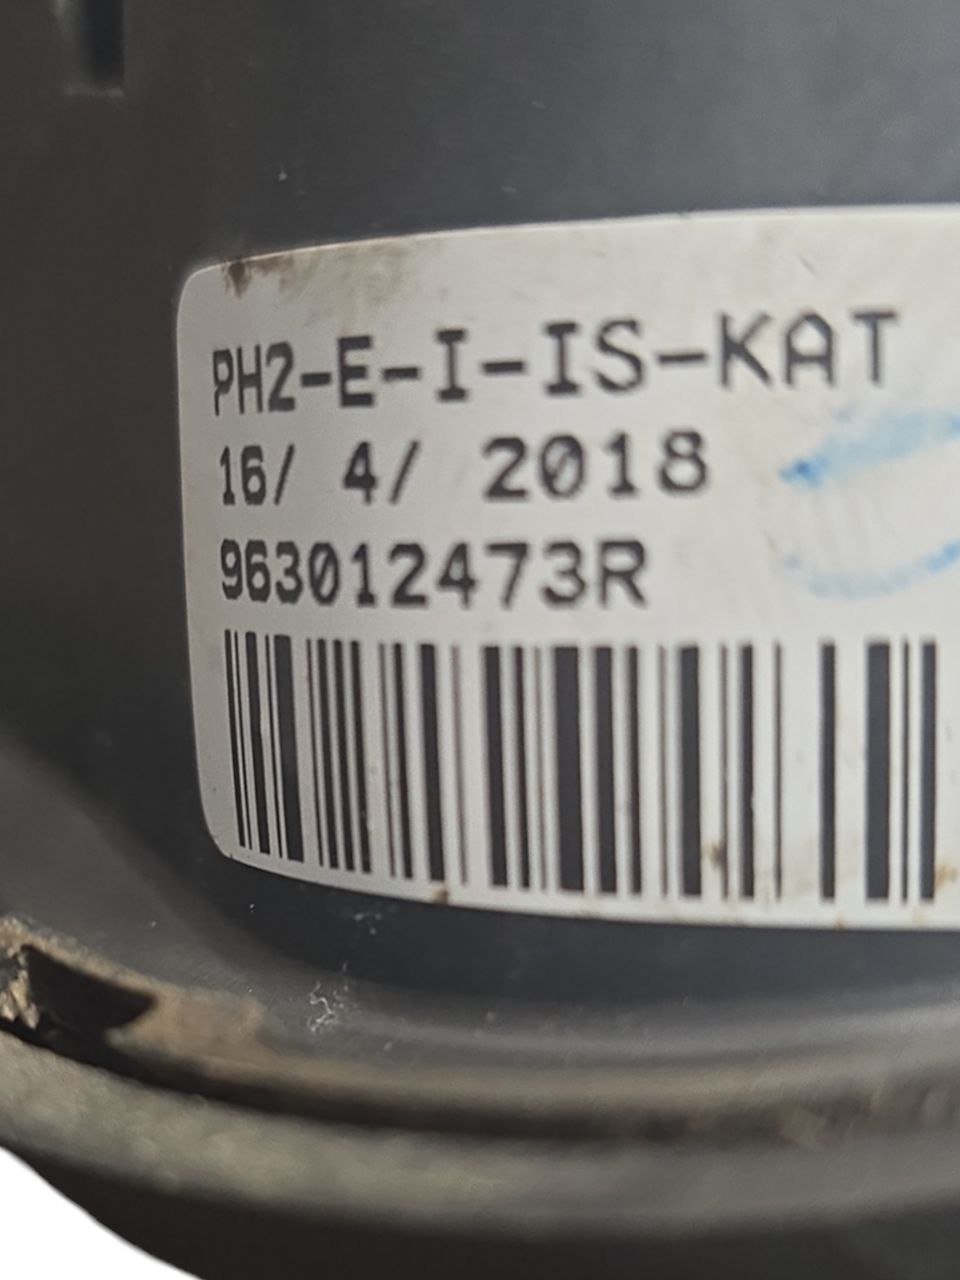 PH2-E-I-IS-KAT
16/ 4/ 2018
963012473R